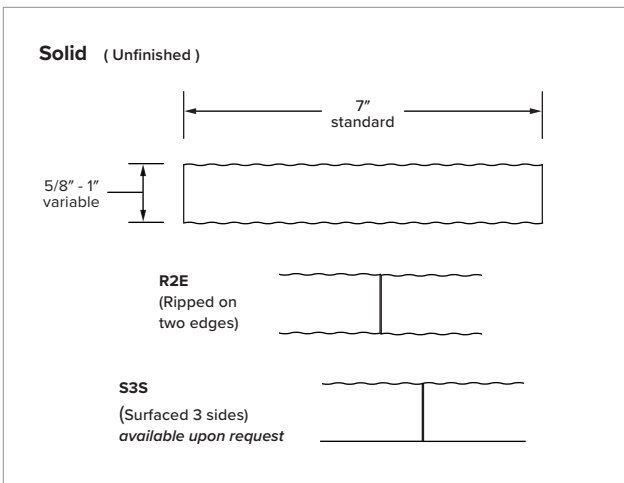 Solid ( Unfinished )
7"
standard
5/8" - 1"
variable
R2E
(Ripped on
two edges)
S3S
(Surfaced 3 sides)
available upon request